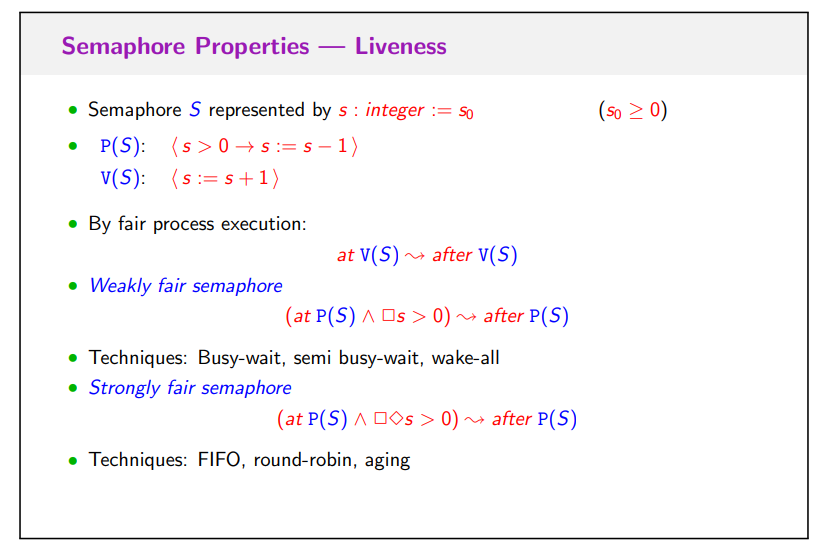 Semaphore Properties — Liveness
• Semaphore S represented by s : integer := s₀ (s₀ ≥ 0)
• P(S): ⟨ s > 0 → s := s − 1 ⟩
V(S): ⟨ s := s + 1 ⟩
• By fair process execution:
at V(S) ⤳ after V(S)
• Weakly fair semaphore
(at P(S) ∧ □s > 0) ⤳ after P(S)
• Techniques: Busy-wait, semi busy-wait, wake-all
• Strongly fair semaphore
(at P(S) ∧ □◇s > 0) ⤳ after P(S)
• Techniques: FIFO, round-robin, aging